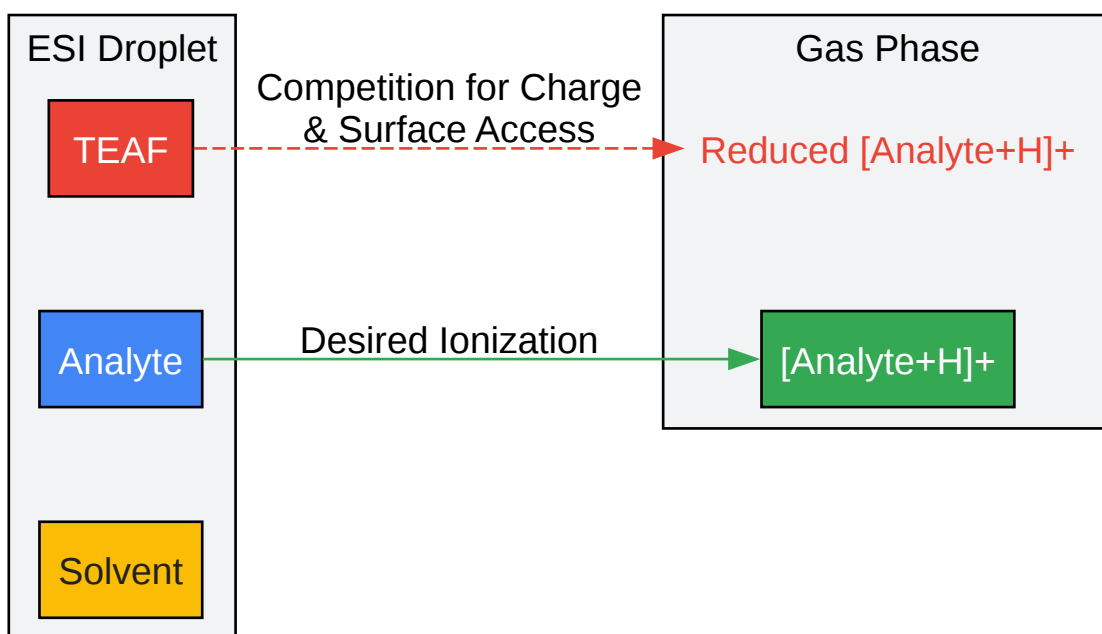 ESI Droplet
Gas Phase
Competition for Charge
& Surface Access
TEAF
Reduced [Analyte+H]+
Desired Ionization
Analyte
[Analyte+H]+
Solvent